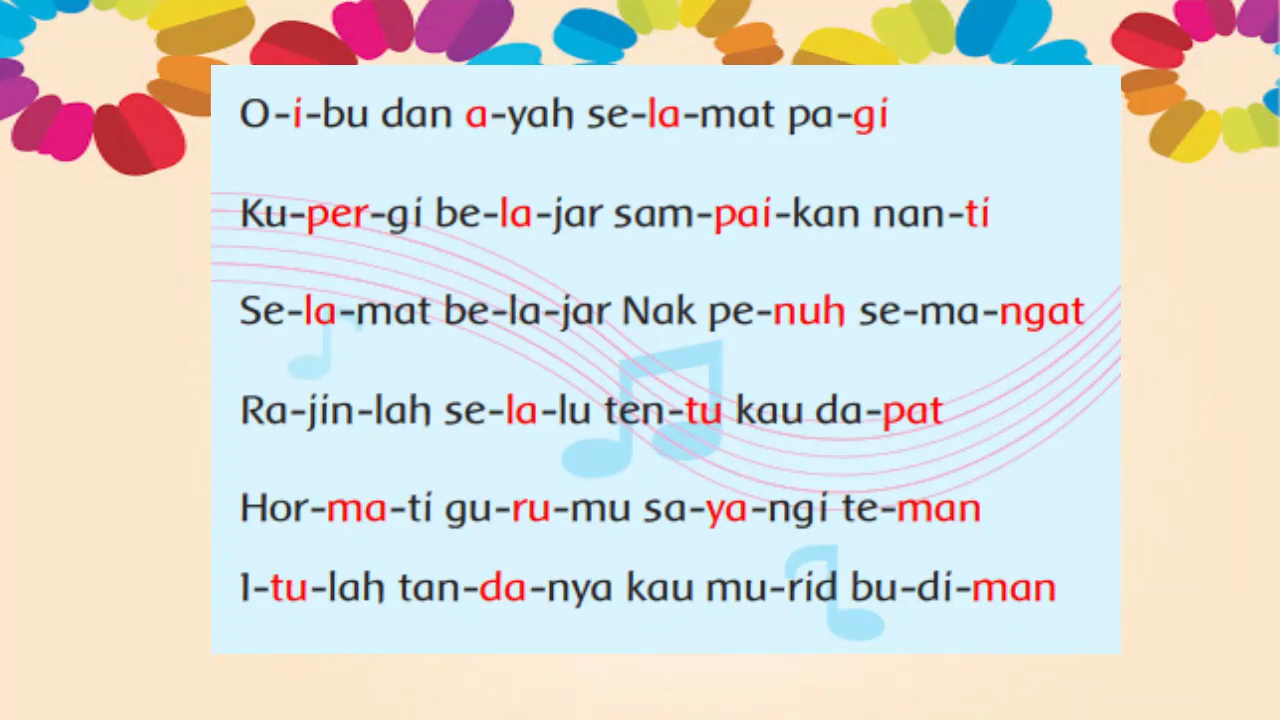 O-i-bu dan a-yah se-la-mat pa-gi
Ku-per-gi be-la-jar sam-pai-kan nan-ti
Se-la-mat be-la-jar Nak pe-nuh se-ma-ngat
Ra-jin-lah se-la-lu ten-tu kau da-pat
Hor-ma-ti gu-ru-mu sa-ya-ngi te-man
I-tu-lah tan-da-nya kau mu-rid bu-di-man